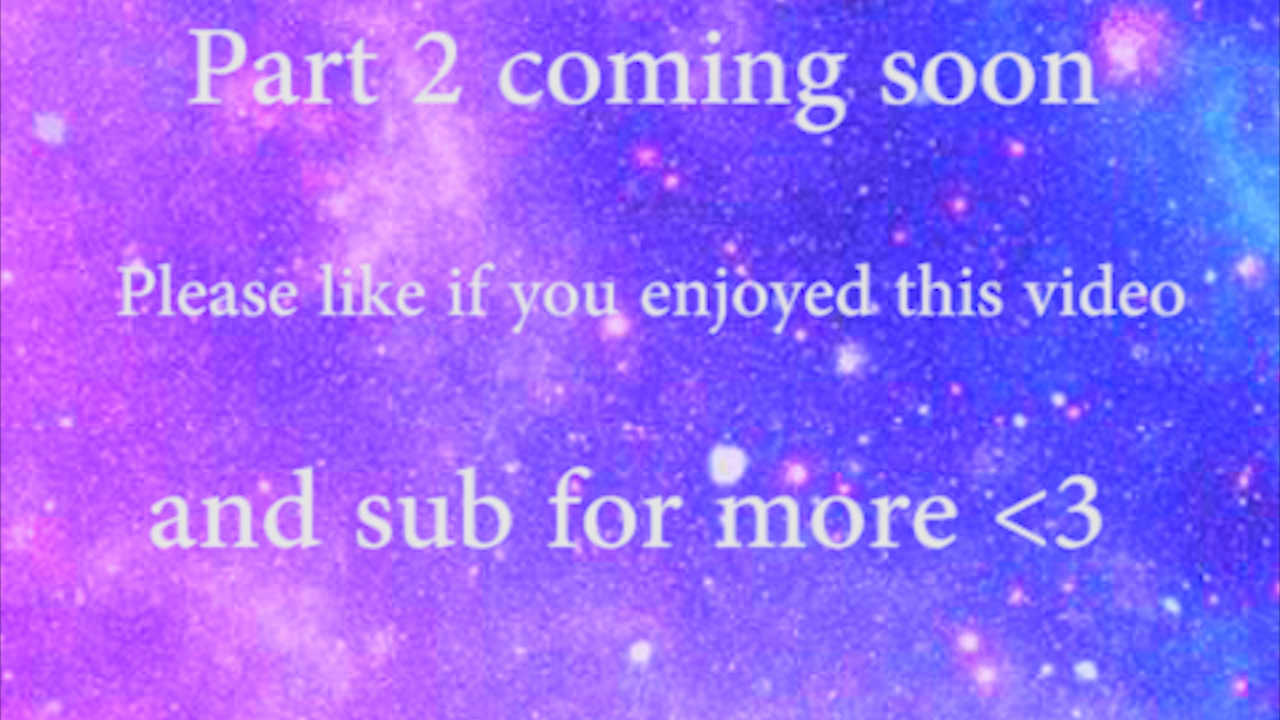 Part 2 coming soon
Please like if you enjoyed this video
and sub for more <3